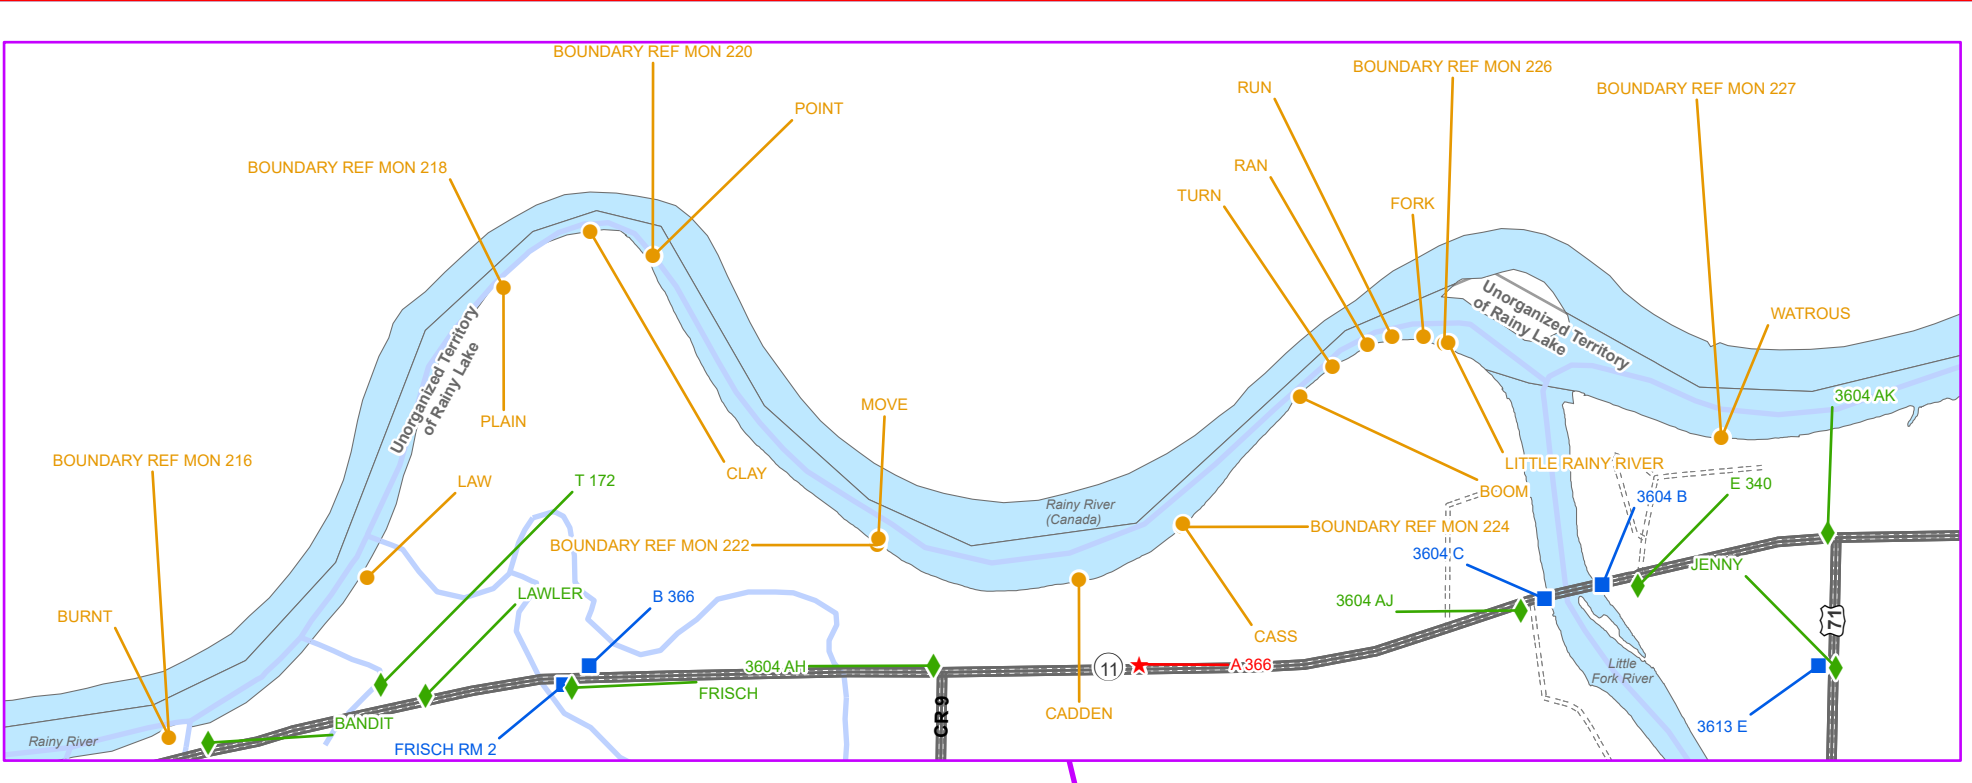 BOUNDARY REF MON 220
BOUNDARY REF MON 226
RUN
BOUNDARY REF MON 227
POINT
BOUNDARY REF MON 218
RAN
TURN
FORK
Unorganized Territory
of Rainy Lake
WATROUS
Unorganized Territory
of Rainy Lake
3604 AK
MOVE
PLAIN
BOUNDARY REF MON 216
LITTLE RAINY RIVER
CLAY
LAW
T 172
E 340
BOOM
3604 B
Rainy River
(Canada)
BOUNDARY REF MON 224
BOUNDARY REF MON 222
3604 C
JENNY
LAWLER
B 366
3604 AJ
BURNT
71
CASS
3604 AH
11
A 366
Little
Fork River
FRISCH
CADDEN
CR 9
BANDIT
3613 E
Rainy River
FRISCH RM 2